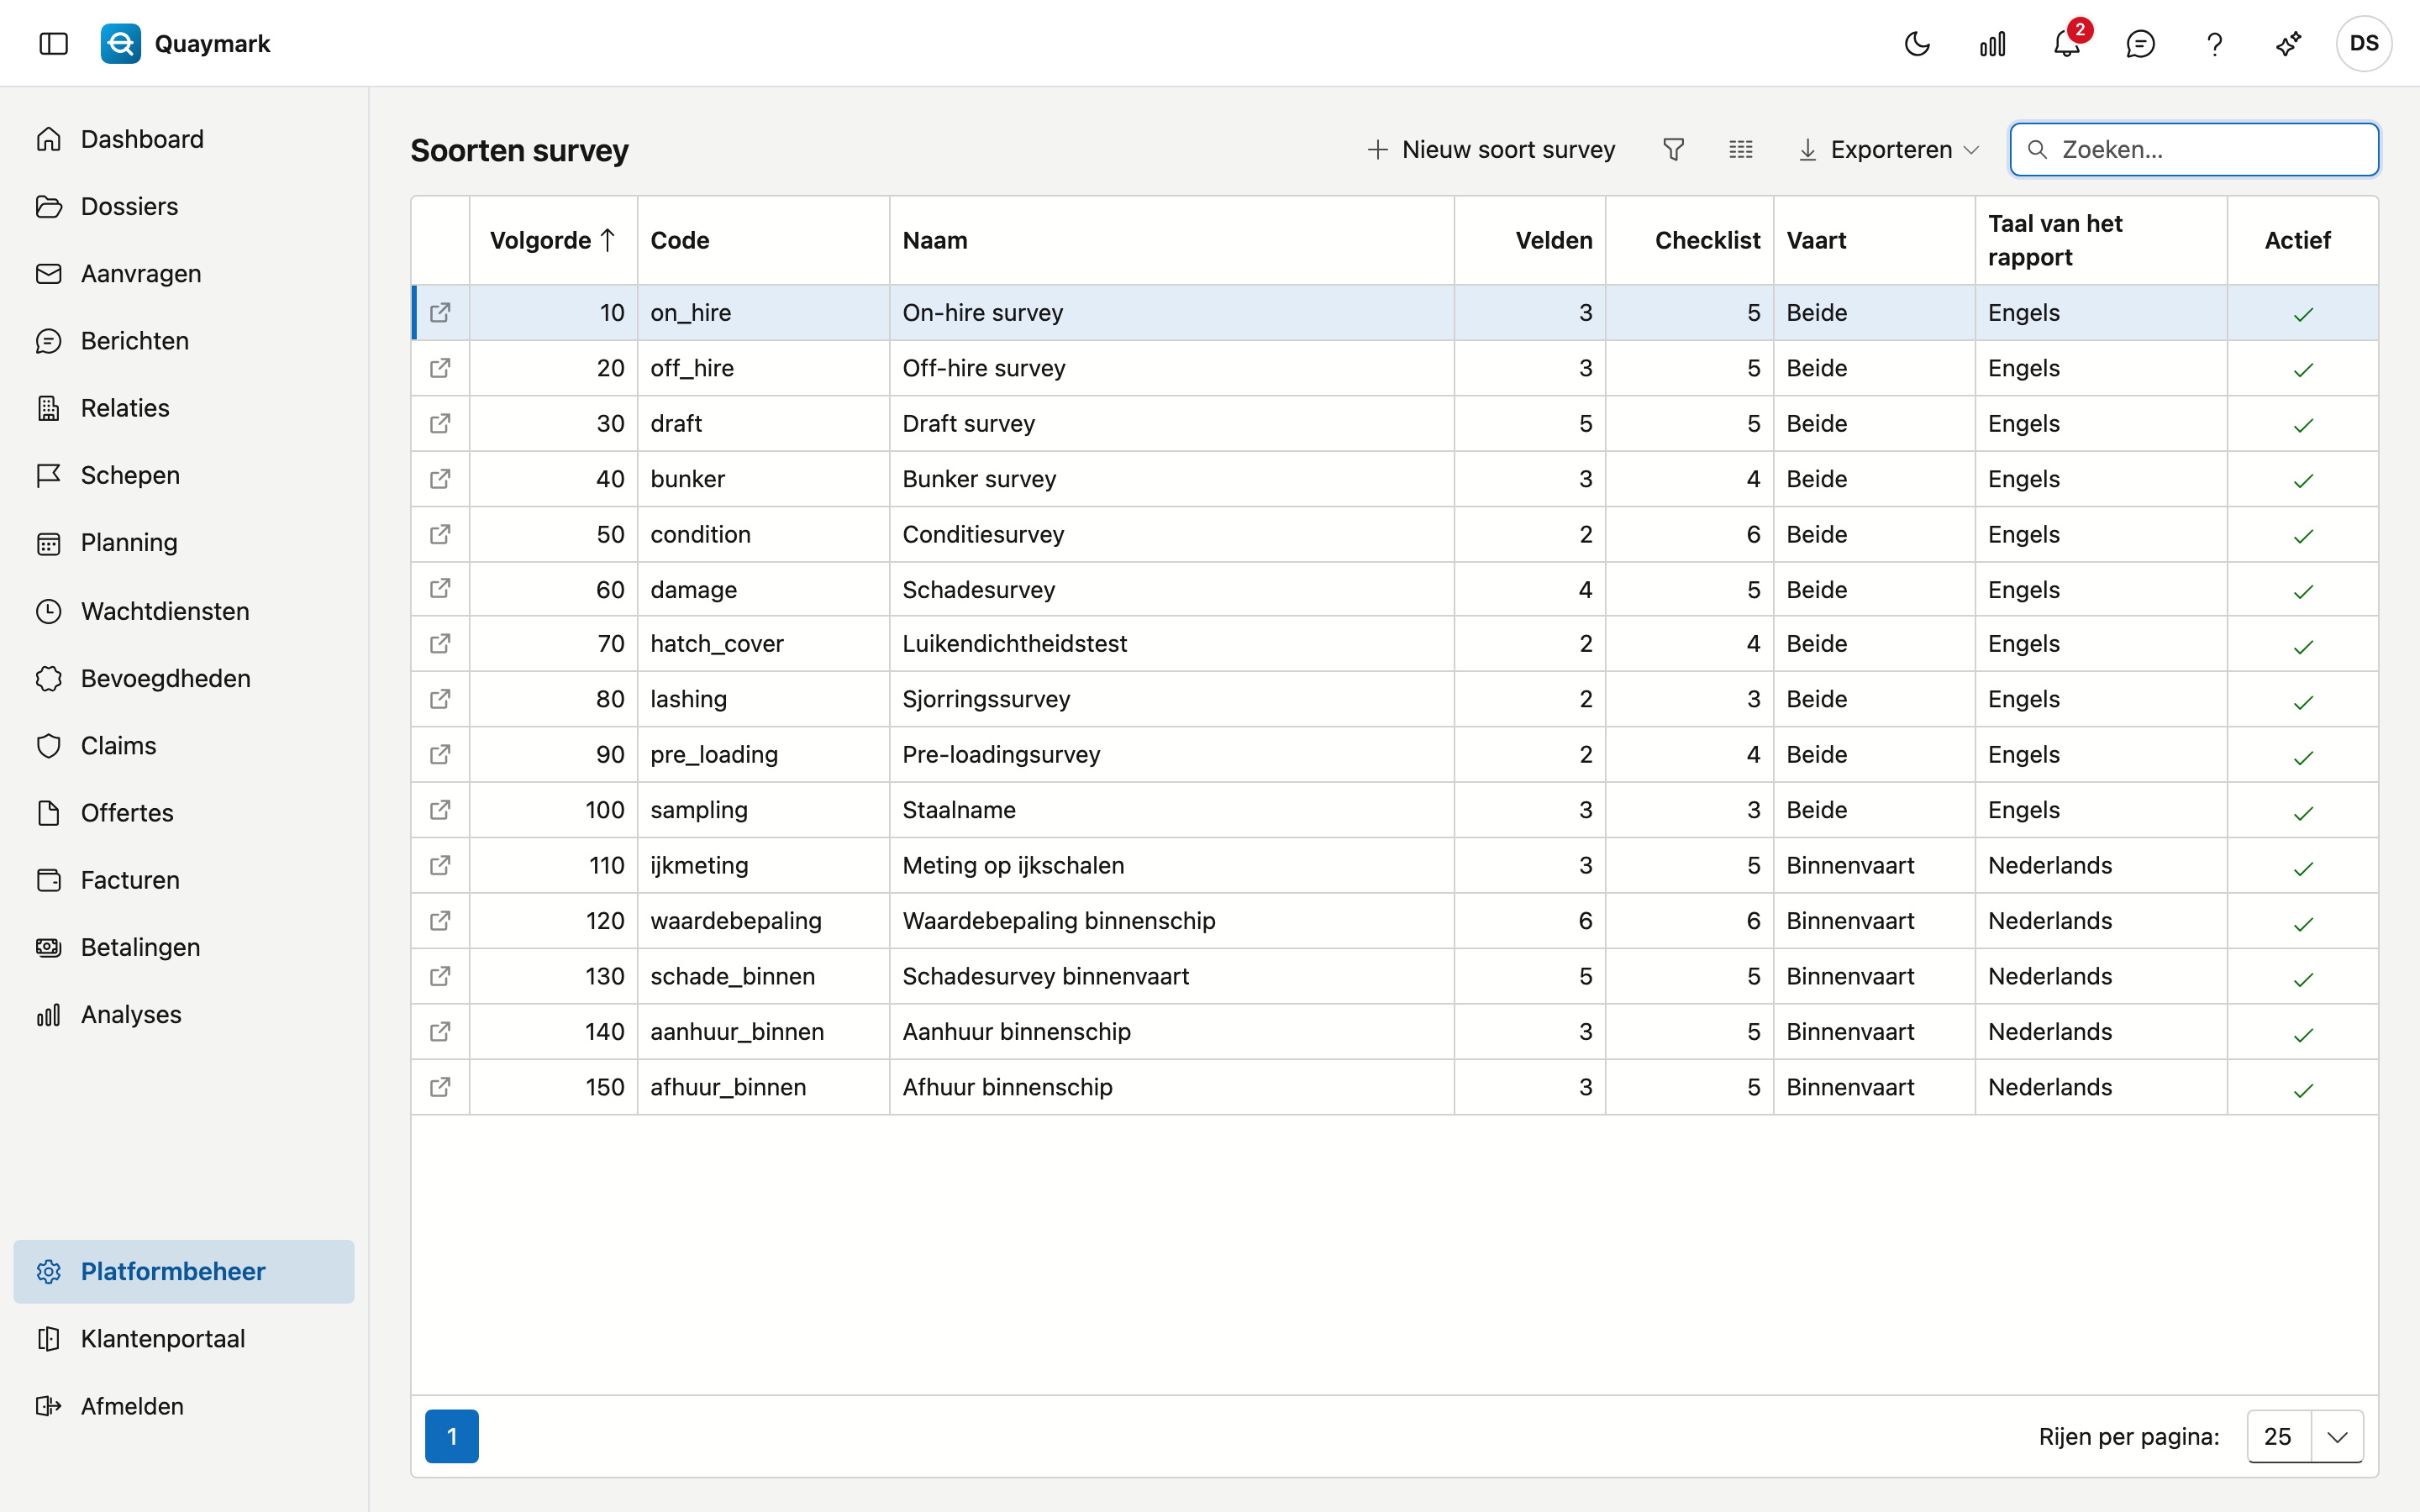 Quaymark
2
DS
Dashboard
Dossiers
Aanvragen
Berichten
Relaties
Schepen
Planning
Wachtdiensten
Bevoegdheden
Claims
Offertes
Facturen
Betalingen
Analyses
Platformbeheer
Klantenportaal
Afmelden
Soorten survey
Nieuw soort survey
Exporteren
Zoeken...
Volgorde Code Naam Velden Checklist Vaart Taal van het rapport Actief
10 on_hire On-hire survey 3 5 Beide Engels
20 off_hire Off-hire survey 3 5 Beide Engels
30 draft Draft survey 5 5 Beide Engels
40 bunker Bunker survey 3 4 Beide Engels
50 condition Conditiesurvey 2 6 Beide Engels
60 damage Schadesurvey 4 5 Beide Engels
70 hatch_cover Luikendichtheidstest 2 4 Beide Engels
80 lashing Sjorringssurvey 2 3 Beide Engels
90 pre_loading Pre-loadingsurvey 2 4 Beide Engels
100 sampling Staalname 3 3 Beide Engels
110 ijkmeting Meting op ijkschalen 3 5 Binnenvaart Nederlands
120 waardebepaling Waardebepaling binnenschip 6 6 Binnenvaart Nederlands
130 schade_binnen Schadesurvey binnenvaart 5 5 Binnenvaart Nederlands
140 aanhuur_binnen Aanhuur binnenschip 3 5 Binnenvaart Nederlands
150 afhuur_binnen Afhuur binnenschip 3 5 Binnenvaart Nederlands
1
Rijen per pagina: 25